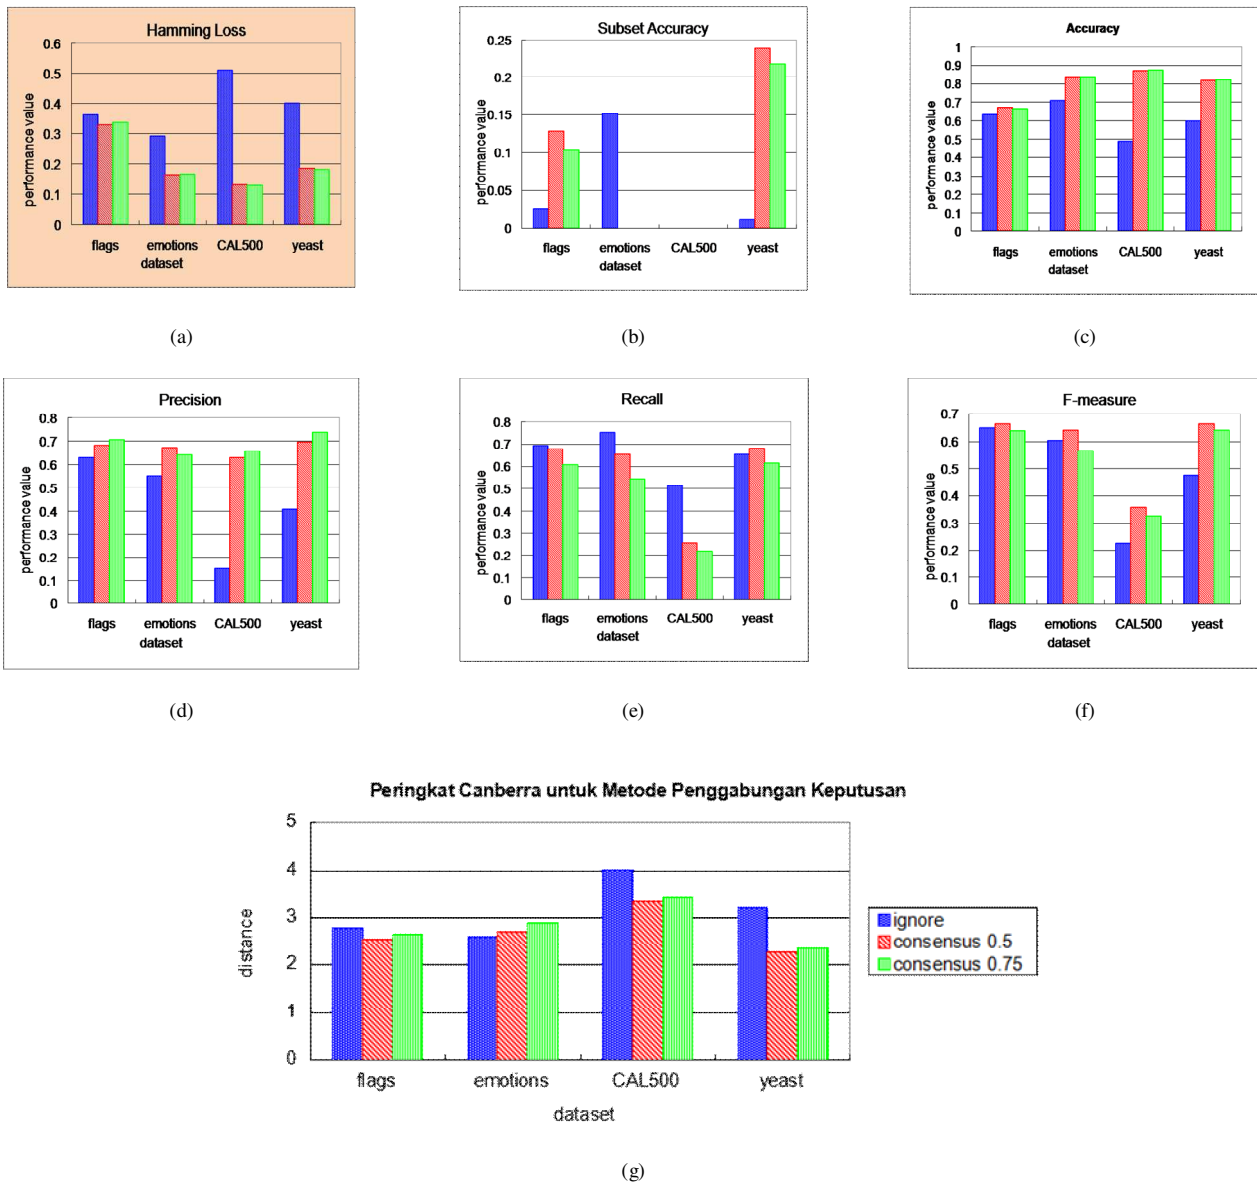 Hamming Loss
performance value
0.6
0.5
0.4
0.3
0.2
0.1
0
flags emotions CAL500 yeast
dataset
(a)
Subset Accuracy
performance value
0.25
0.2
0.15
0.1
0.05
0
flags emotions CAL500 yeast
dataset
(b)
Accuracy
performance value
1
0.9
0.8
0.7
0.6
0.5
0.4
0.3
0.2
0.1
0
flags emotions CAL500 yeast
dataset
(c)
Precision
performance value
0.8
0.7
0.6
0.5
0.4
0.3
0.2
0.1
0
flags emotions CAL500 yeast
dataset
(d)
Recall
performance value
0.8
0.7
0.6
0.5
0.4
0.3
0.2
0.1
0
flags emotions CAL500 yeast
dataset
(e)
F-measure
performance value
0.7
0.6
0.5
0.4
0.3
0.2
0.1
0
flags emotions CAL500 yeast
dataset
(f)
Peringkat Canberra untuk Metode Penggabungan Keputusan
distance
5
4
3
2
1
0
flags emotions CAL500 yeast
dataset
ignore
consensus 0.5
consensus 0.75
(g)